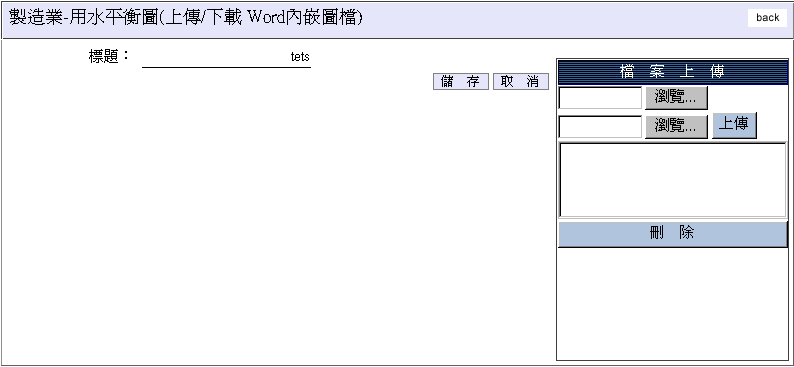 製造業-用水平衡圖(上傳/下載 Word內嵌圖檔)
back
標題：
tets
儲 存
取 消
檔 案 上 傳
瀏覽...
瀏覽...
上傳
刪 除